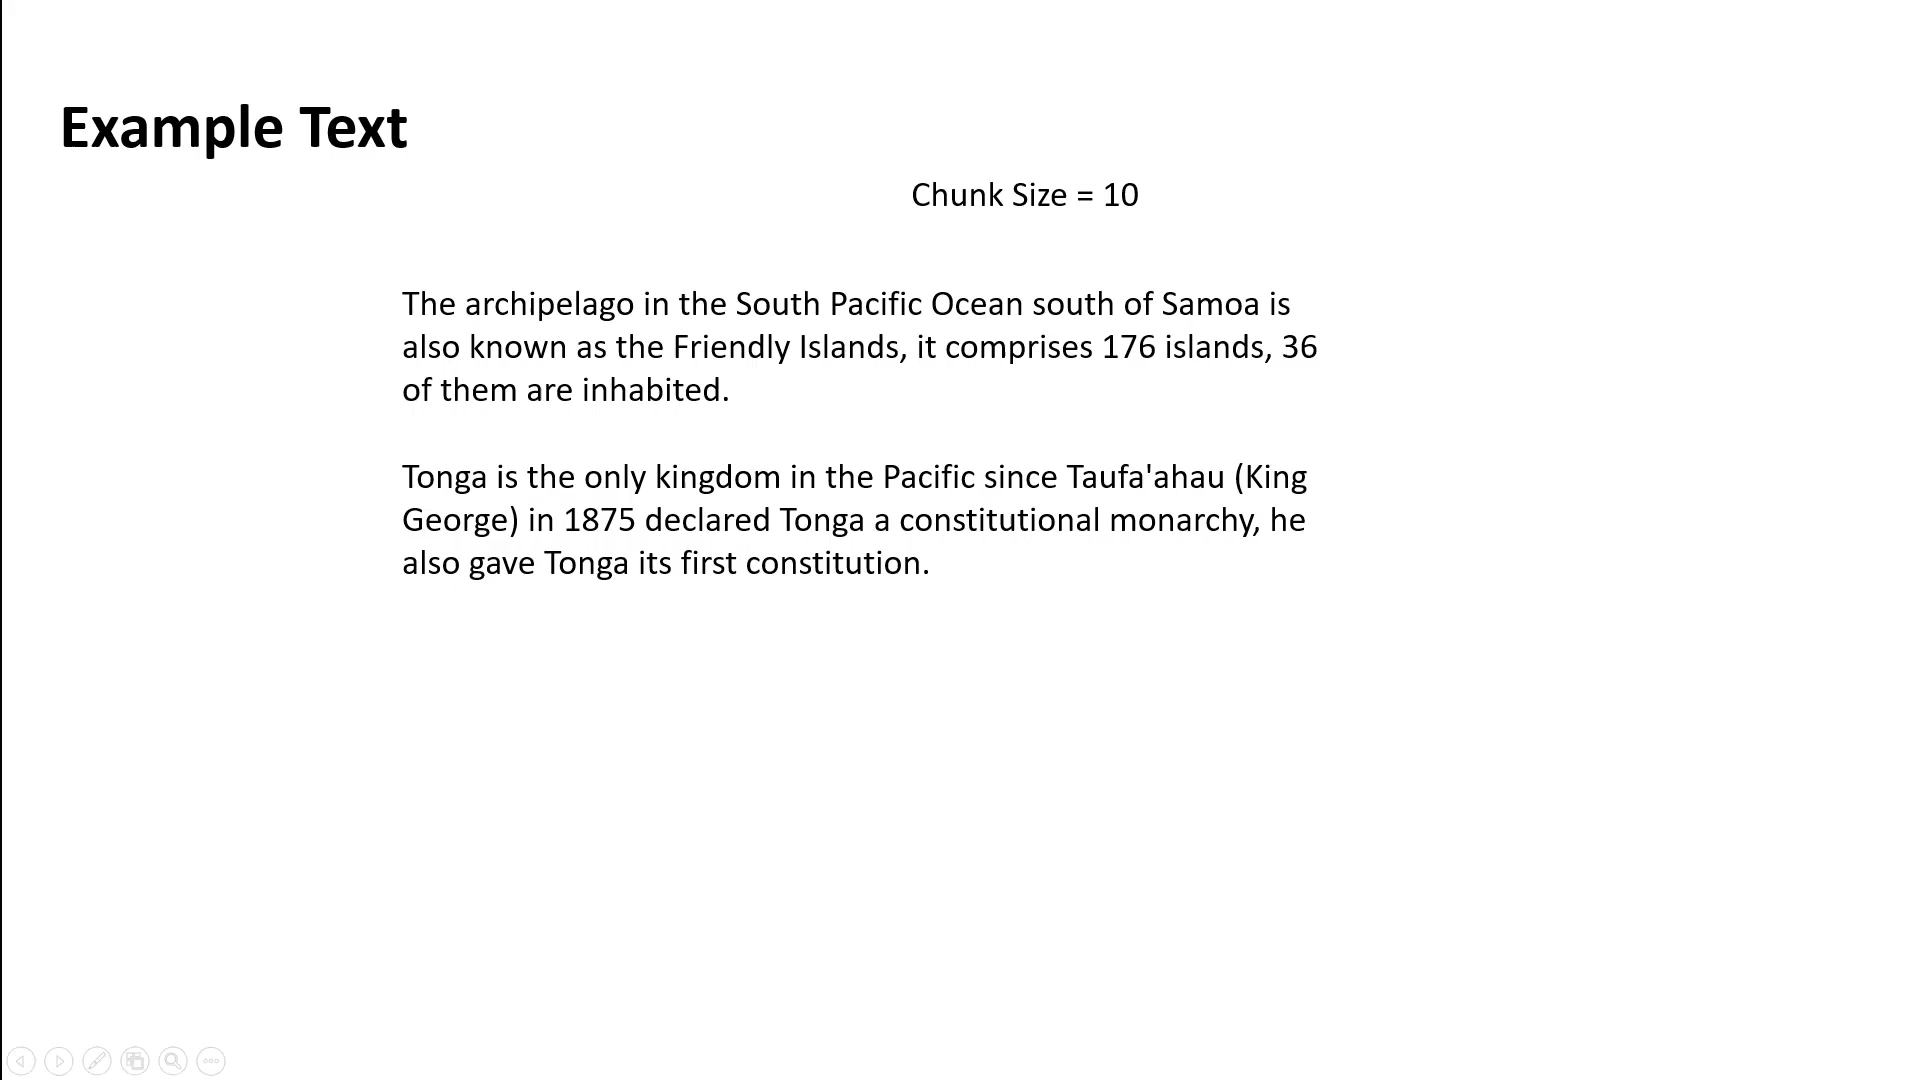 Example Text
Chunk Size = 10
The archipelago in the South Pacific Ocean south of Samoa is
also known as the Friendly Islands, it comprises 176 islands, 36
of them are inhabited.
Tonga is the only kingdom in the Pacific since Taufa'ahau (King
George) in 1875 declared Tonga a constitutional monarchy, he
also gave Tonga its first constitution.